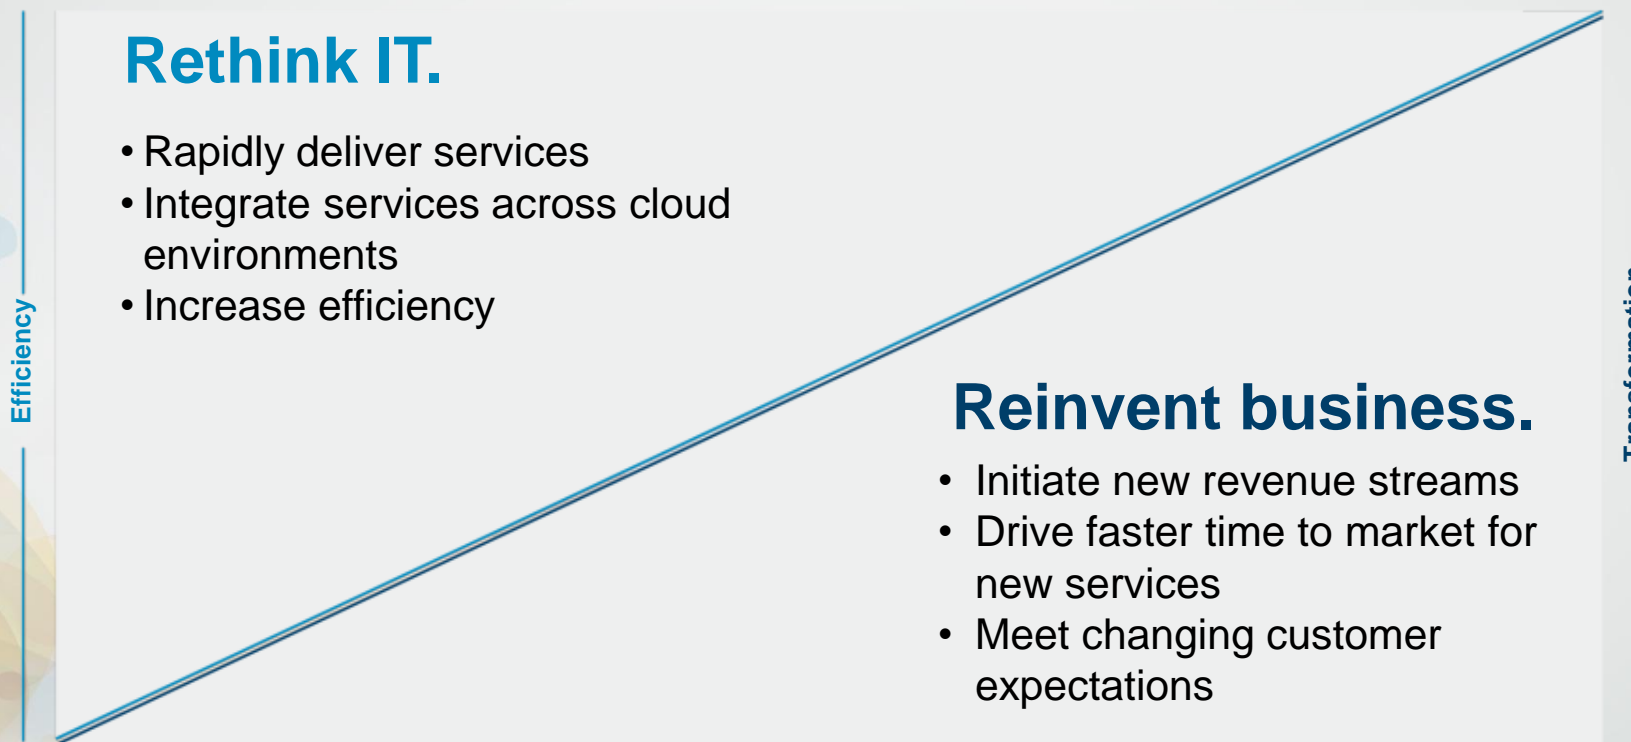 Rethink IT.
• Rapidly deliver services
• Integrate services across cloud
environments
• Increase efficiency
Efficiency
Reinvent business.
• Initiate new revenue streams
• Drive faster time to market for
new services
• Meet changing customer
expectations
Transformation